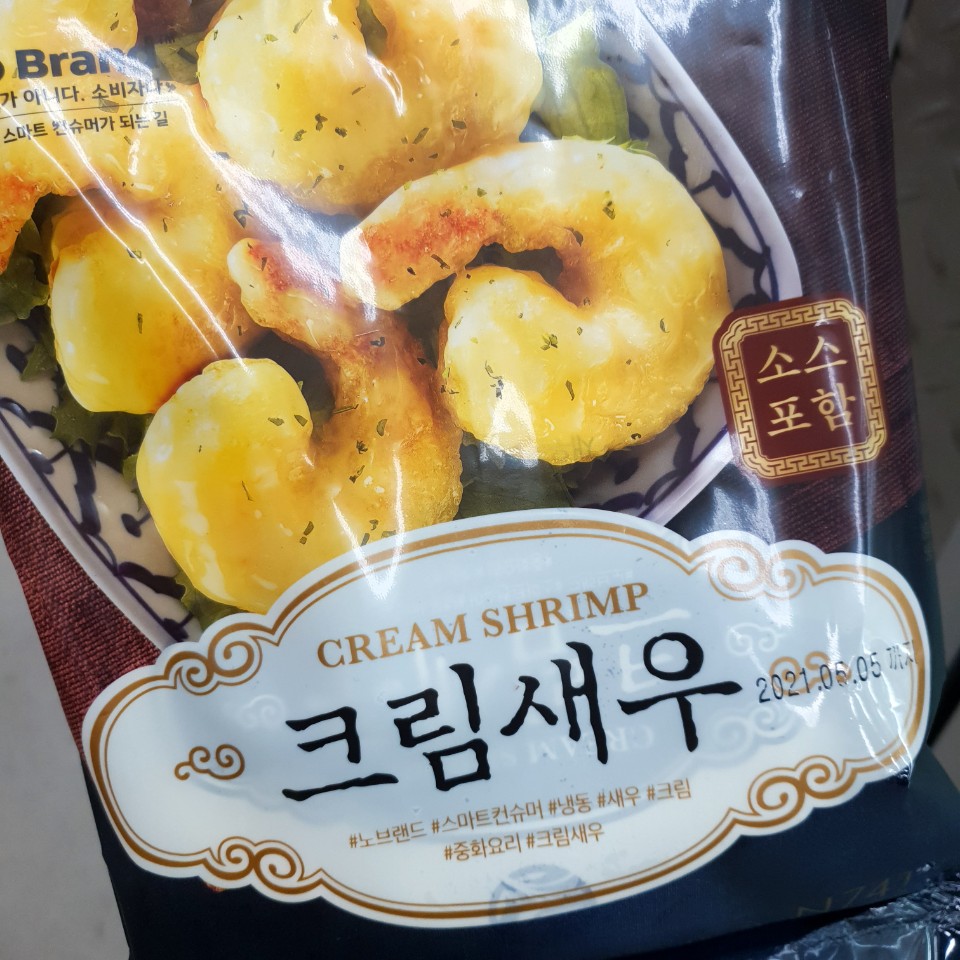 Brand
가 아니다. 소비자다
스마트 컨슈머가 되는 길
소스
포함
CREAM SHRIMP
크림새우
2021.05.05 까지
#노브랜드 #스마트컨슈머 #냉동 #새우 #크림
#중화요리 #크림새우